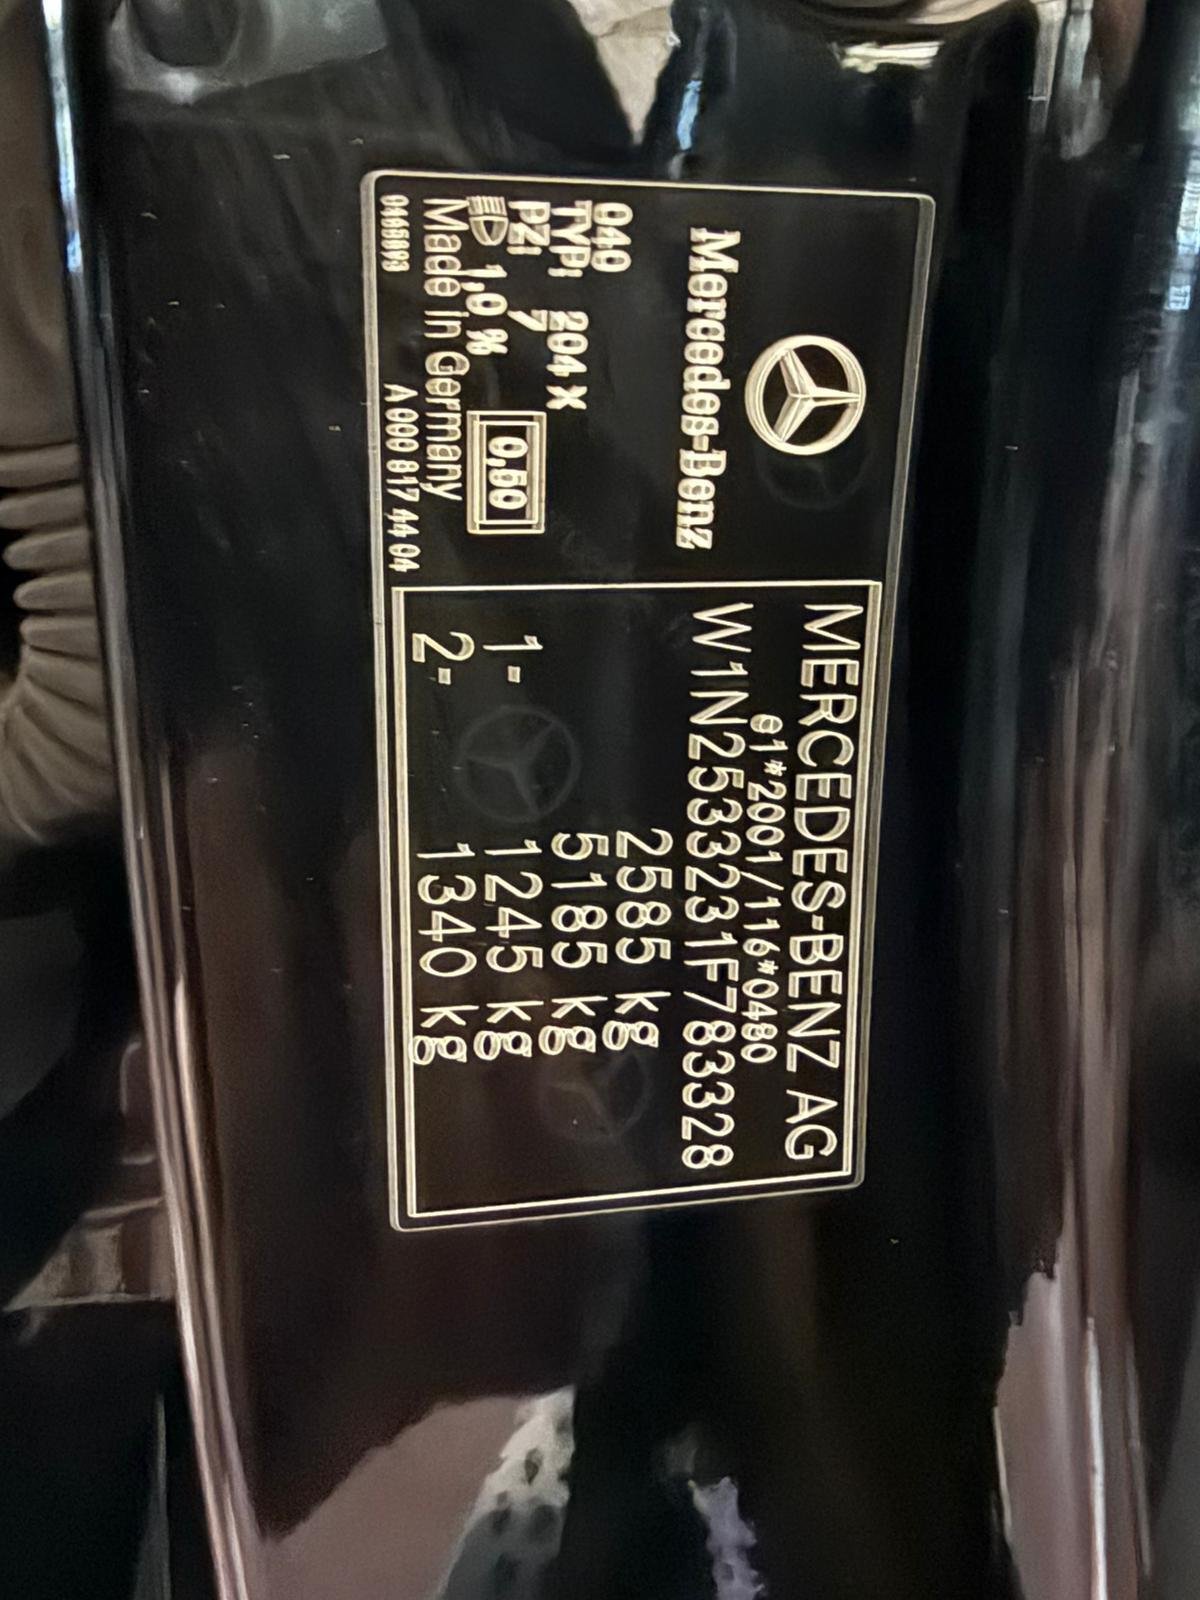 Mercedes-Benz
040
TYP: 204 X
PZ: 7
1,0 %
0,50
Made in Germany
A 000 817 44 04
MERCEDES-BENZ AG
e1*2001/116*0480
W1N2533231F783328
2585 kg
5185 kg
1- 1245 kg
2- 1340 kg